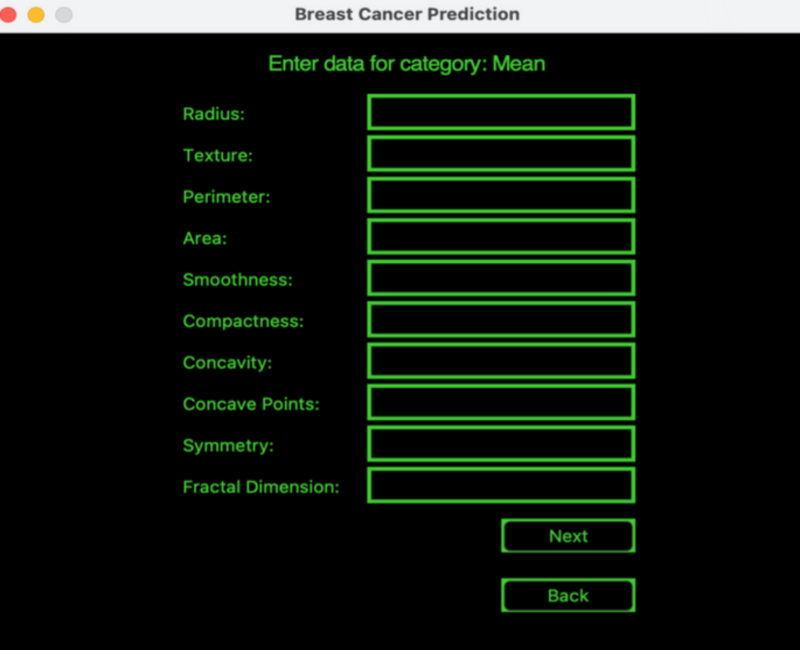 Breast Cancer Prediction
Enter data for category: Mean
Radius:
Texture:
Perimeter:
Area:
Smoothness:
Compactness:
Concavity:
Concave Points:
Symmetry:
Fractal Dimension:
Next
Back